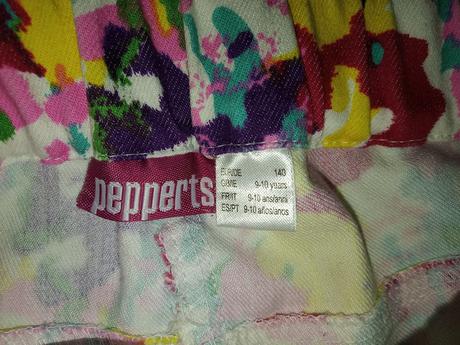 pepperts
EUR/DE 140
GB/IE 9-10 years
FR/IT 9-10 ans/anni
ES/PT 9-10 años/anos